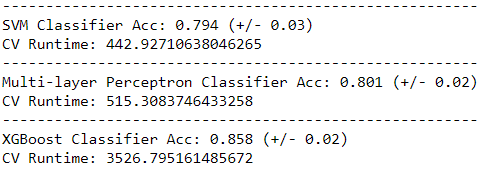 --------------------------------------------------
SVM Classifier Acc: 0.794 (+/- 0.03)
CV Runtime: 442.92710638046265
--------------------------------------------------
Multi-layer Perceptron Classifier Acc: 0.801 (+/- 0.02)
CV Runtime: 515.3083746433258
--------------------------------------------------
XGBoost Classifier Acc: 0.858 (+/- 0.02)
CV Runtime: 3526.795161485672